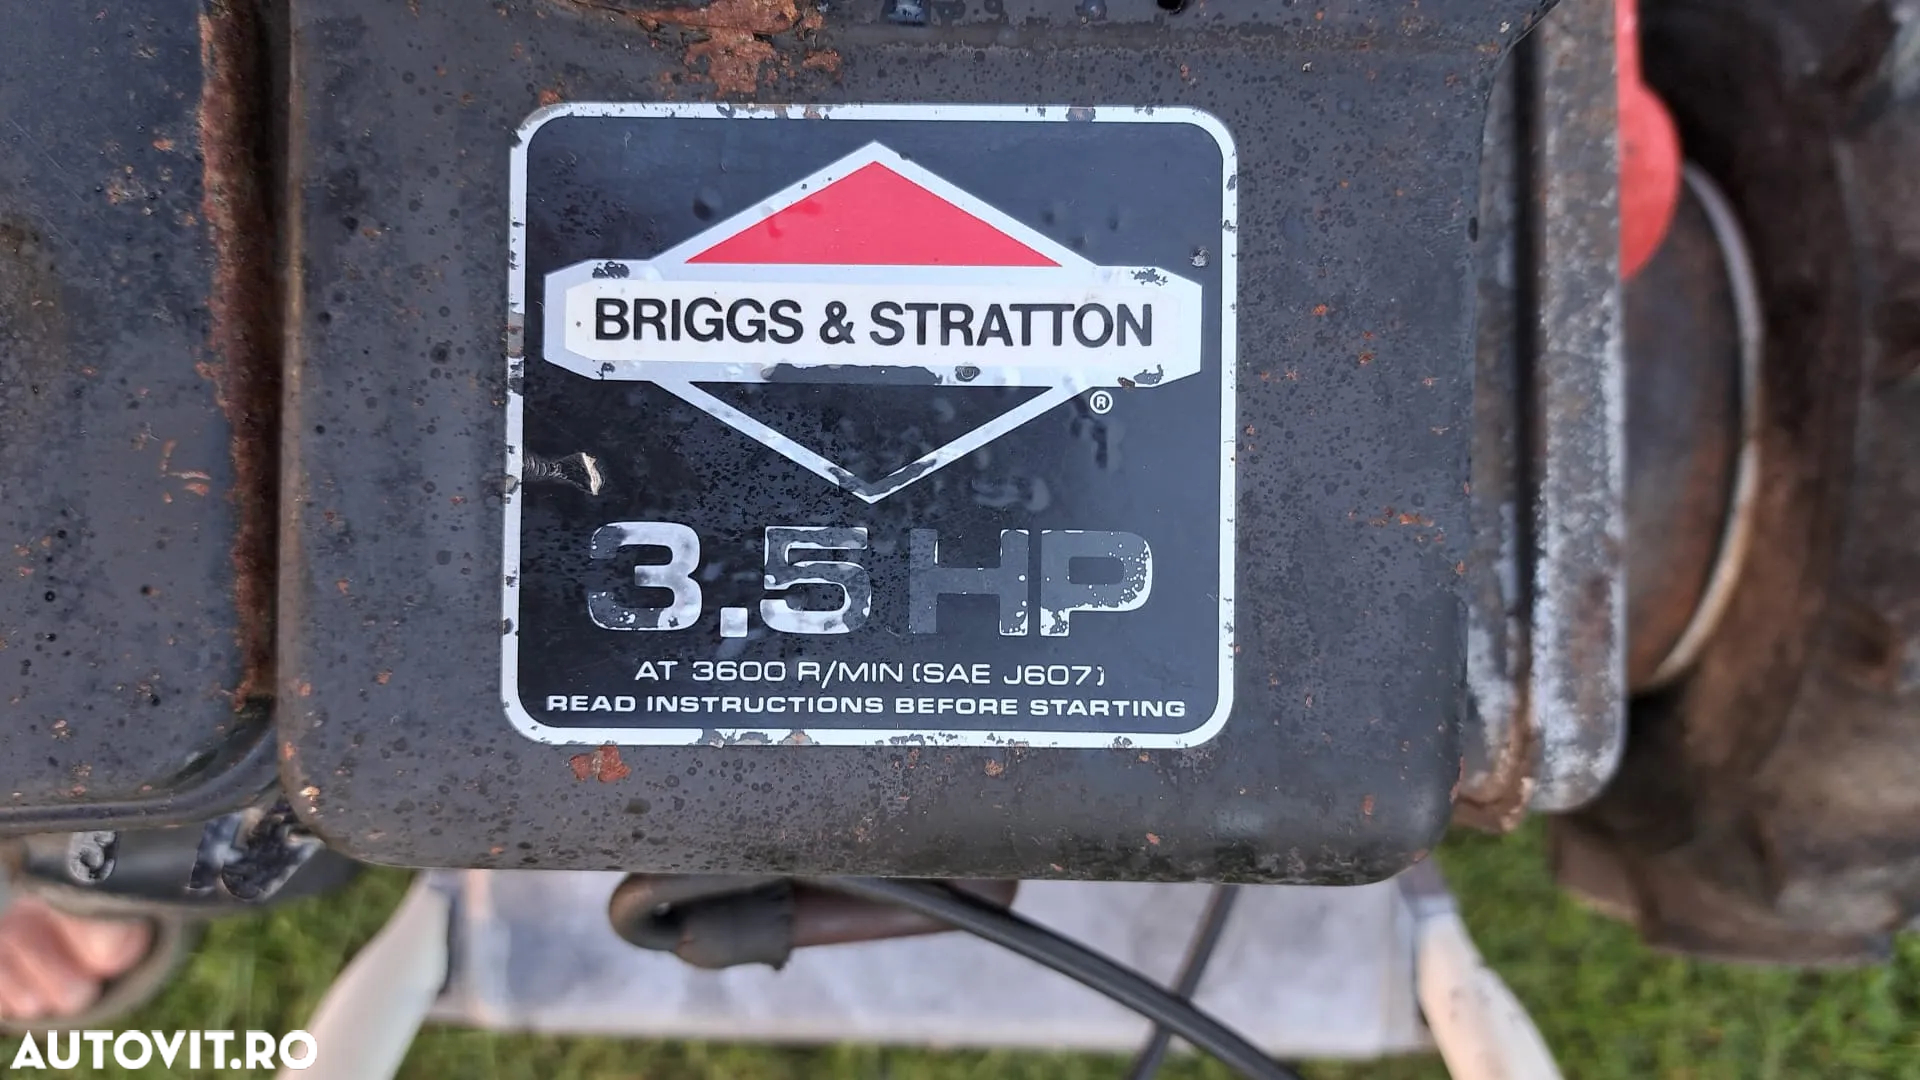 BRIGGS & STRATTON
®
3.5 HP
AT 3600 R/MIN (SAE J607)
READ INSTRUCTIONS BEFORE STARTING
AUTOVIT.RO